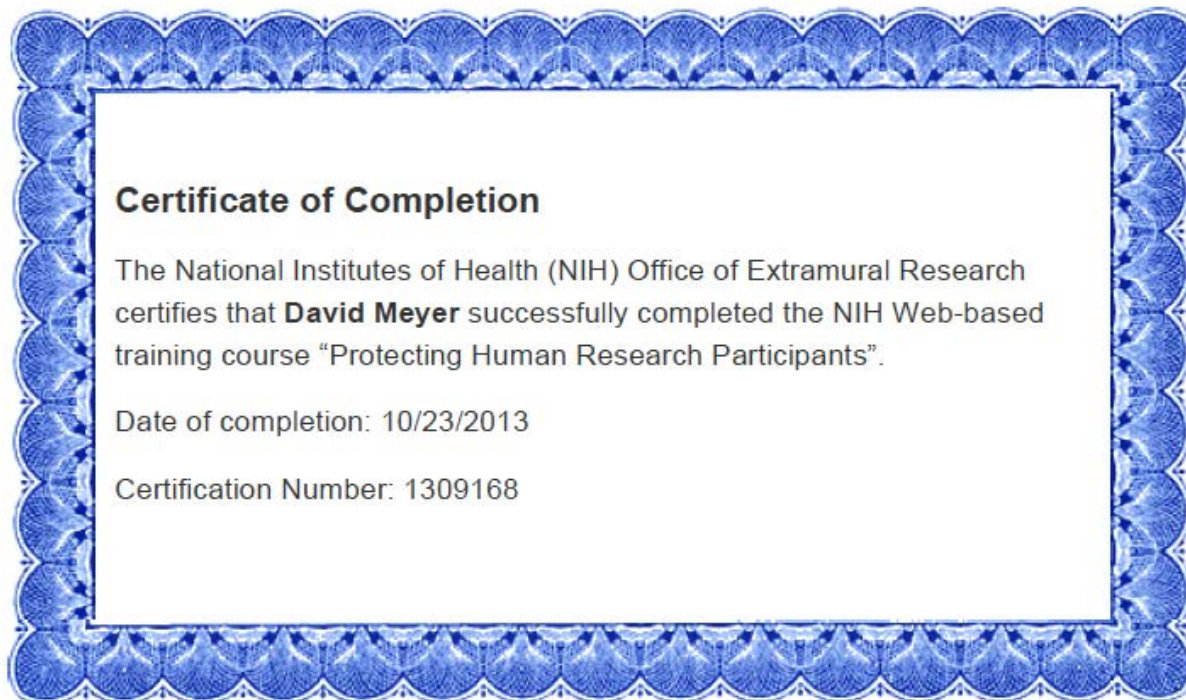 Certificate of Completion
The National Institutes of Health (NIH) Office of Extramural Research
certifies that David Meyer successfully completed the NIH Web-based
training course “Protecting Human Research Participants”.
Date of completion: 10/23/2013
Certification Number: 1309168